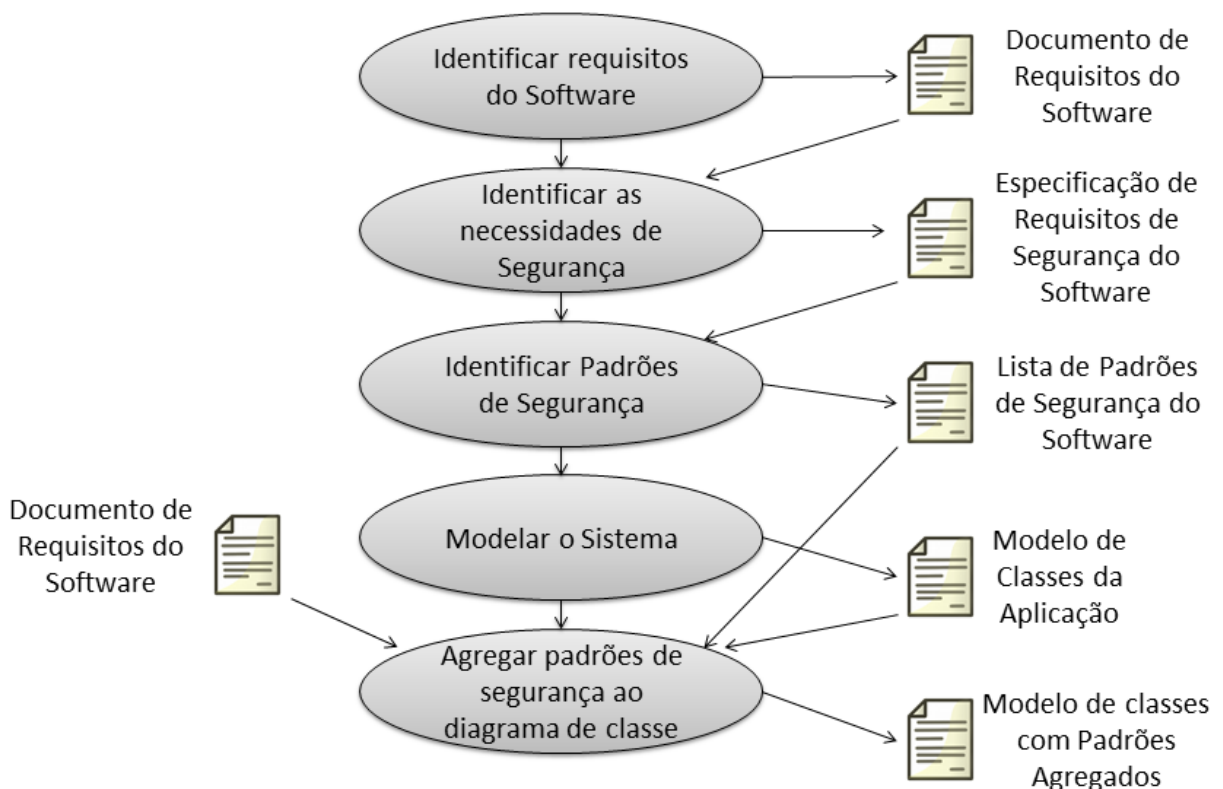 Identificar requisitos
do Software
Documento de
Requisitos do
Software
Identificar as
necessidades de
Segurança
Especificação de
Requisitos de
Segurança do
Software
Identificar Padrões
de Segurança
Lista de Padrões
de Segurança do
Software
Modelar o Sistema
Documento de
Requisitos do
Software
Modelo de
Classes da
Aplicação
Agregar padrões de
segurança ao
diagrama de classe
Modelo de classes
com Padrões
Agregados